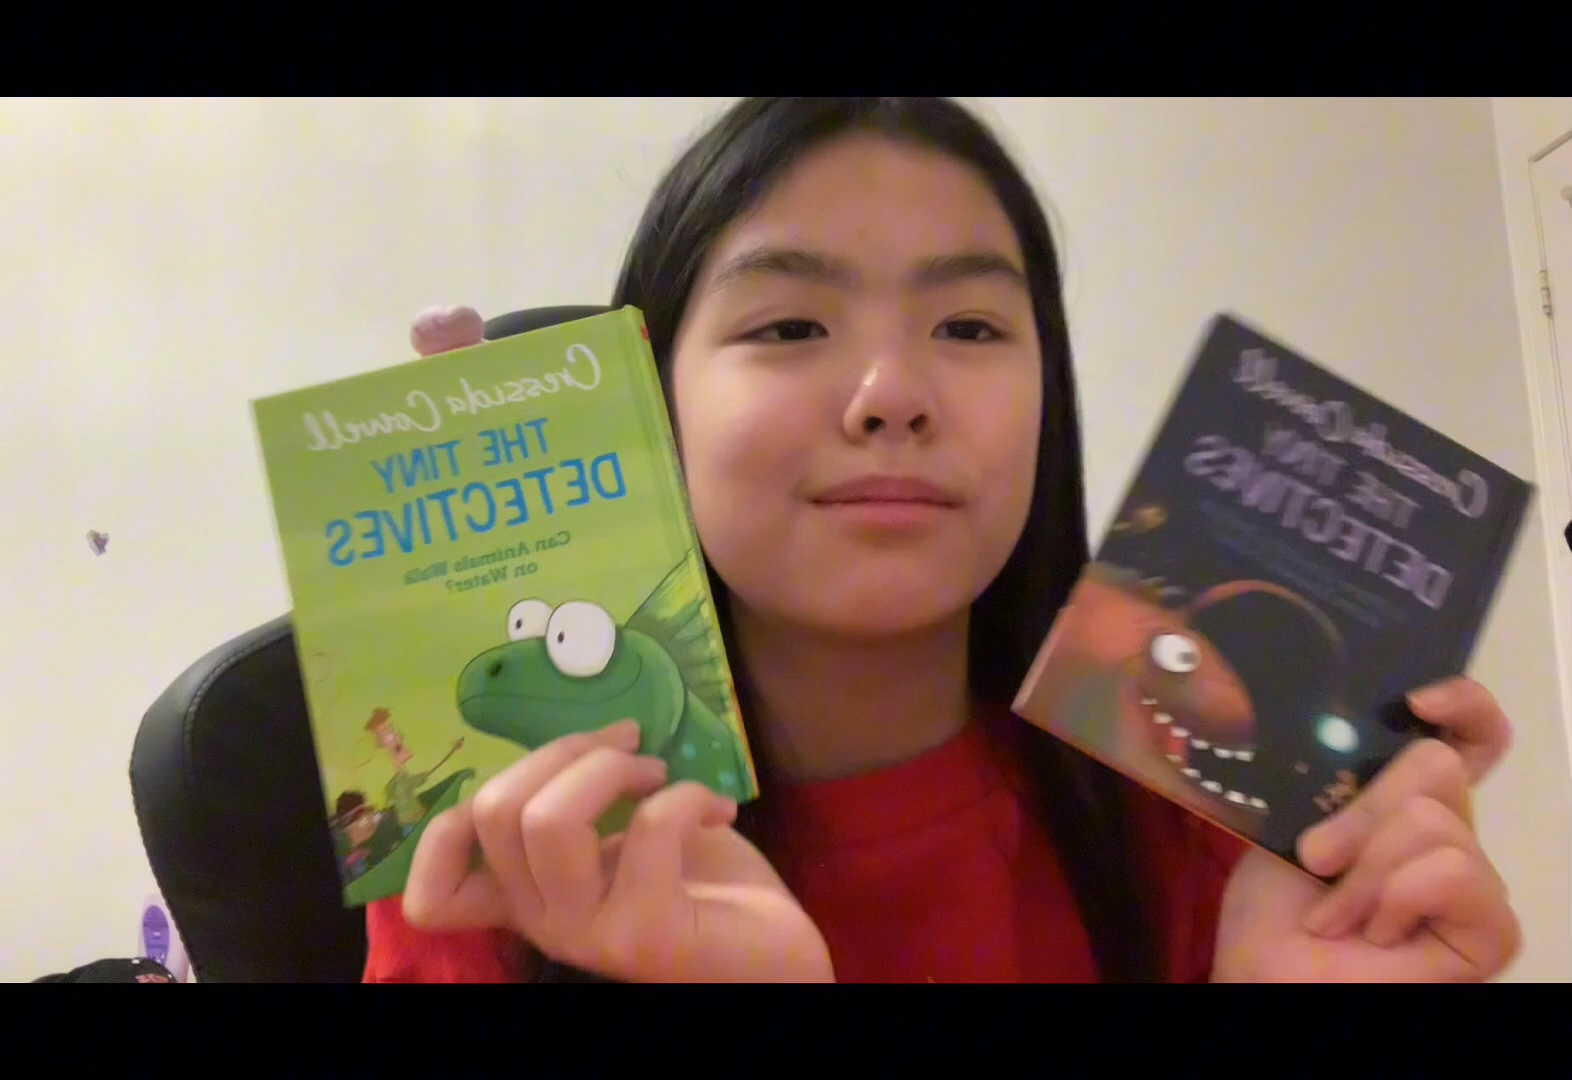 Cressida Cowell
THE TINY
DETECTIVES
Can Animals Walk
on Water?
Cressida Cowell
THE TINY
DETECTIVES